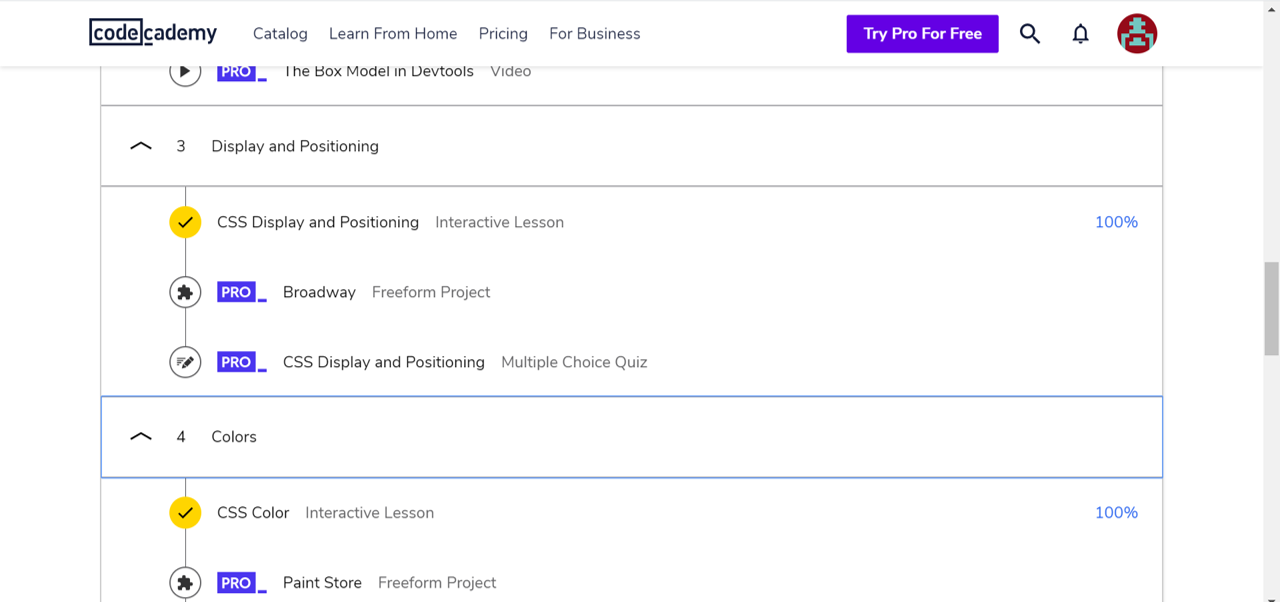 codecademy Catalog Learn From Home Pricing For Business Try Pro For Free
PRO The Box Model in Devtools Video
3 Display and Positioning
CSS Display and Positioning Interactive Lesson 100%
PRO Broadway Freeform Project
PRO CSS Display and Positioning Multiple Choice Quiz
4 Colors
CSS Color Interactive Lesson 100%
PRO Paint Store Freeform Project